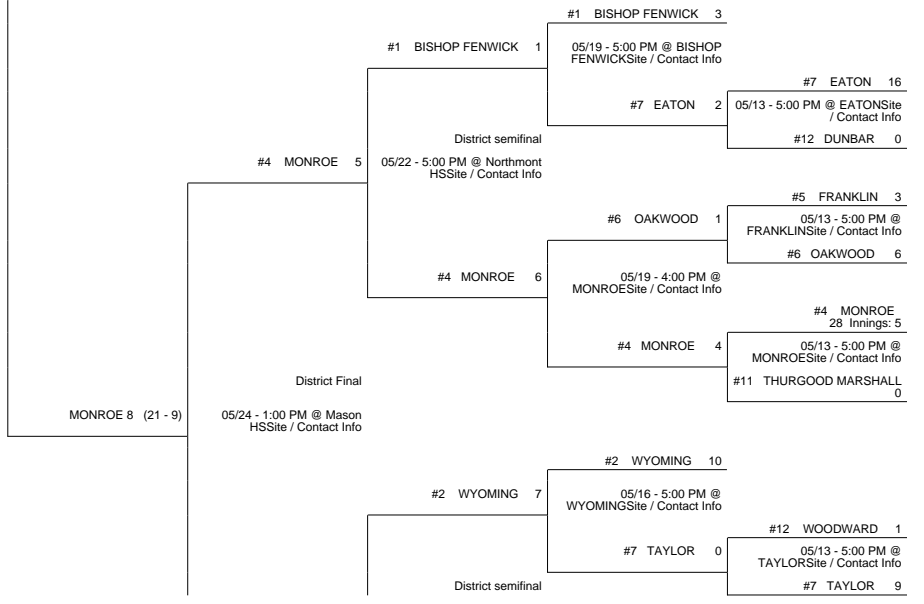 #1 BISHOP FENWICK 3
#1 BISHOP FENWICK 1
05/19 - 5:00 PM @ BISHOP
FENWICKSite / Contact Info
#7 EATON 16
#7 EATON 2
05/13 - 5:00 PM @ EATONSite
/ Contact Info
District semifinal
#12 DUNBAR 0
#4 MONROE 5
05/22 - 5:00 PM @ Northmont
HSSite / Contact Info
#5 FRANKLIN 3
#6 OAKWOOD 1
05/13 - 5:00 PM @
FRANKLINSite / Contact Info
#6 OAKWOOD 6
#4 MONROE 6
05/19 - 4:00 PM @
MONROESite / Contact Info
#4 MONROE
28 Innings: 5
#4 MONROE 4
05/13 - 5:00 PM @
MONROESite / Contact Info
#11 THURGOOD MARSHALL
0
District Final
MONROE 8 (21 - 9)
05/24 - 1:00 PM @ Mason
HSSite / Contact Info
#2 WYOMING 10
#2 WYOMING 7
05/16 - 5:00 PM @
WYOMINGSite / Contact Info
#12 WOODWARD 1
#7 TAYLOR 0
05/13 - 5:00 PM @
TAYLORSite / Contact Info
District semifinal
#7 TAYLOR 9